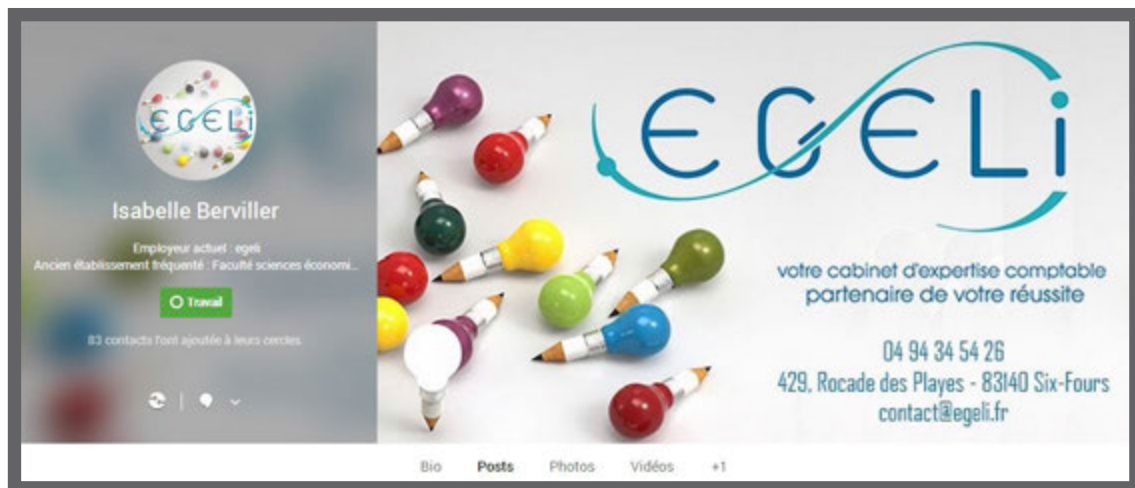 EGELi
Isabelle Berviller
Employeur actuel : egeli
Ancien établissement fréquenté : Faculté sciences économi...
Travail
83 contacts l'ont ajoutée à leurs cercles
EGELi
votre cabinet d'expertise comptable
partenaire de votre réussite
04 94 34 54 26
429, Rocade des Playes - 83140 Six-Fours
contact@egeli.fr
Bio Posts Photos Vidéos +1